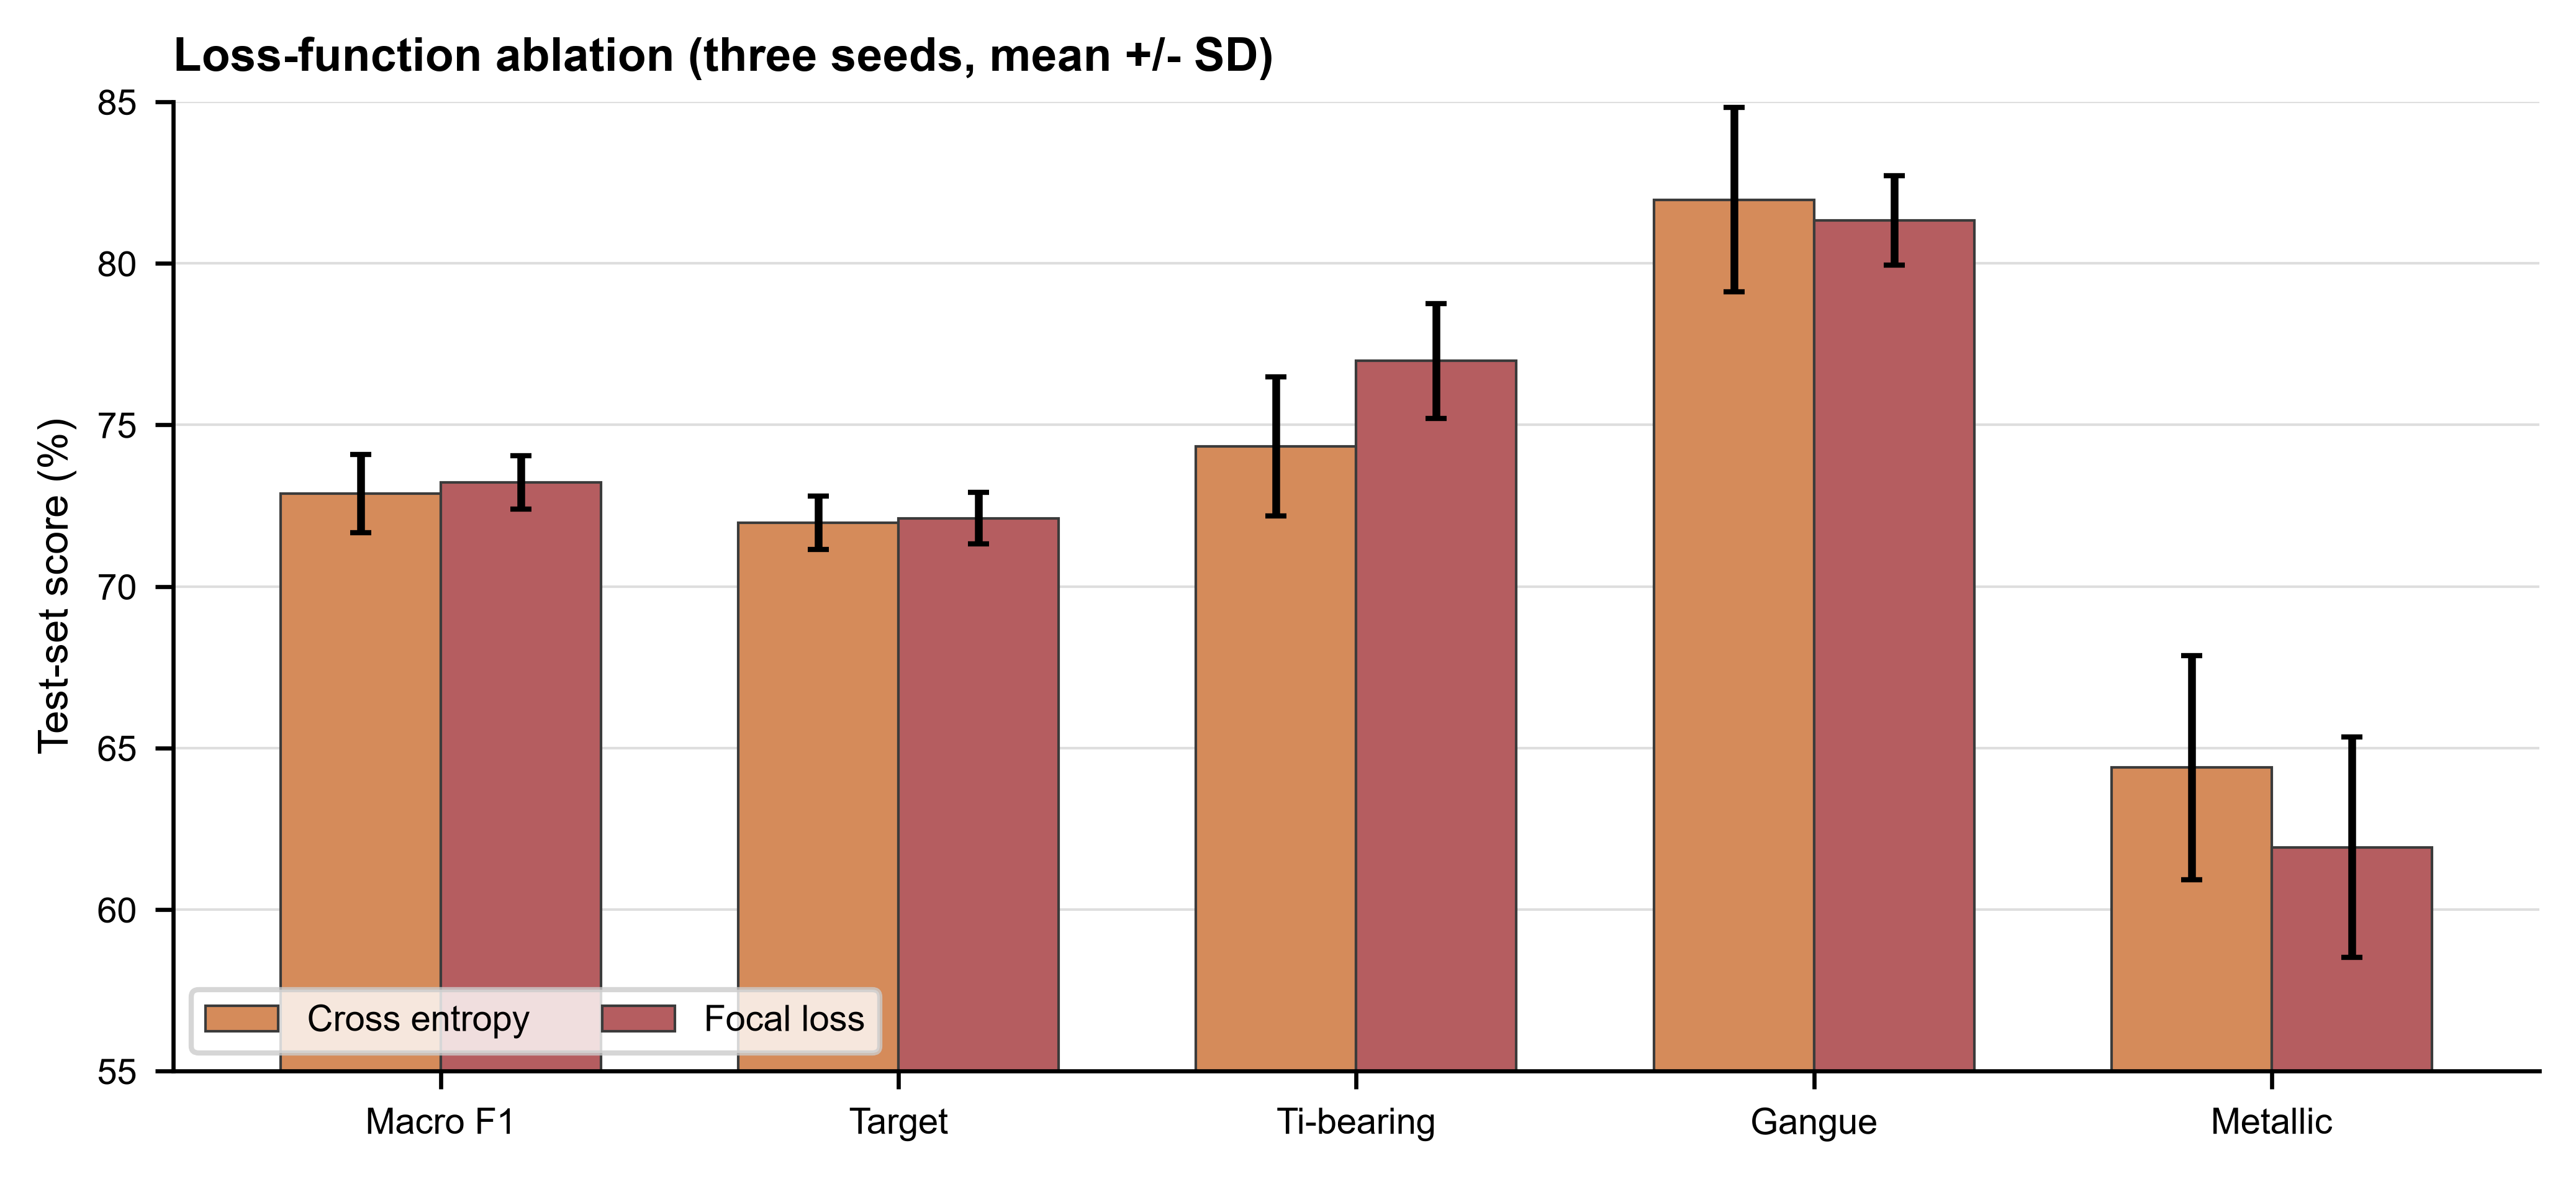 Loss-function ablation (three seeds, mean +/- SD)
85
80
75
70
65
60
55
Test-set score (%)
Cross entropy
Focal loss
Macro F1
Target
Ti-bearing
Gangue
Metallic